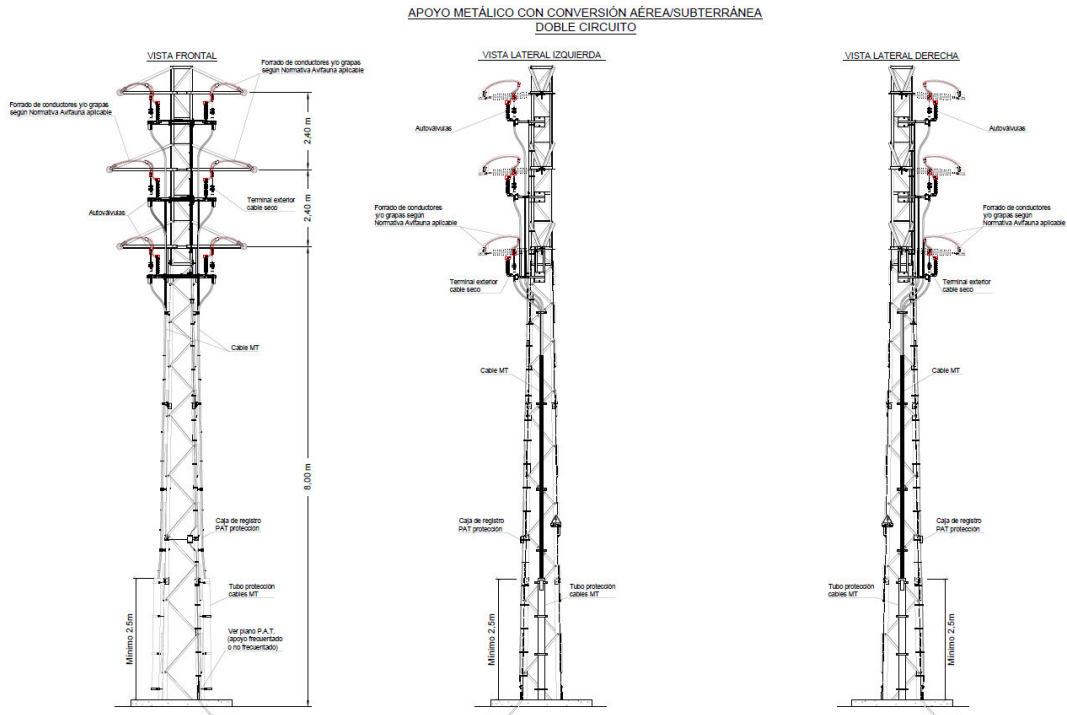 APOYO METÁLICO CON CONVERSIÓN AÉREA/SUBTERRÁNEA
DOBLE CIRCUITO
VISTA FRONTAL
Forrado de conductores y/o grapas
según Normativa Avifauna aplicable
Forrado de conductores y/o grapas
según Normativa Avifauna aplicable
2,40 m
Terminal exterior
cable seco
Autoválvulas
2,40 m
Cable MT
8,00 m
Caja de registro
PAT protección
Tubo protección
cables MT
Mínimo 2.5m
Ver plano P.A.T.
(apoyo frecuentado
o no frecuentado)
VISTA LATERAL IZQUIERDA
Autoválvulas
Forrado de conductores
y/o grapas según
Normativa Avifauna aplicable
Terminal exterior
cable seco
Cable MT
Caja de registro
PAT protección
Tubo protección
cables MT
Mínimo 2,5m
VISTA LATERAL DERECHA
Autoválvulas
Forrado de conductores
y/o grapas según
Normativa Avifauna aplicable
Terminal exterior
cable seco
Cable MT
Caja de registro
PAT protección
Tubo protección
cables MT
Mínimo 2,5m